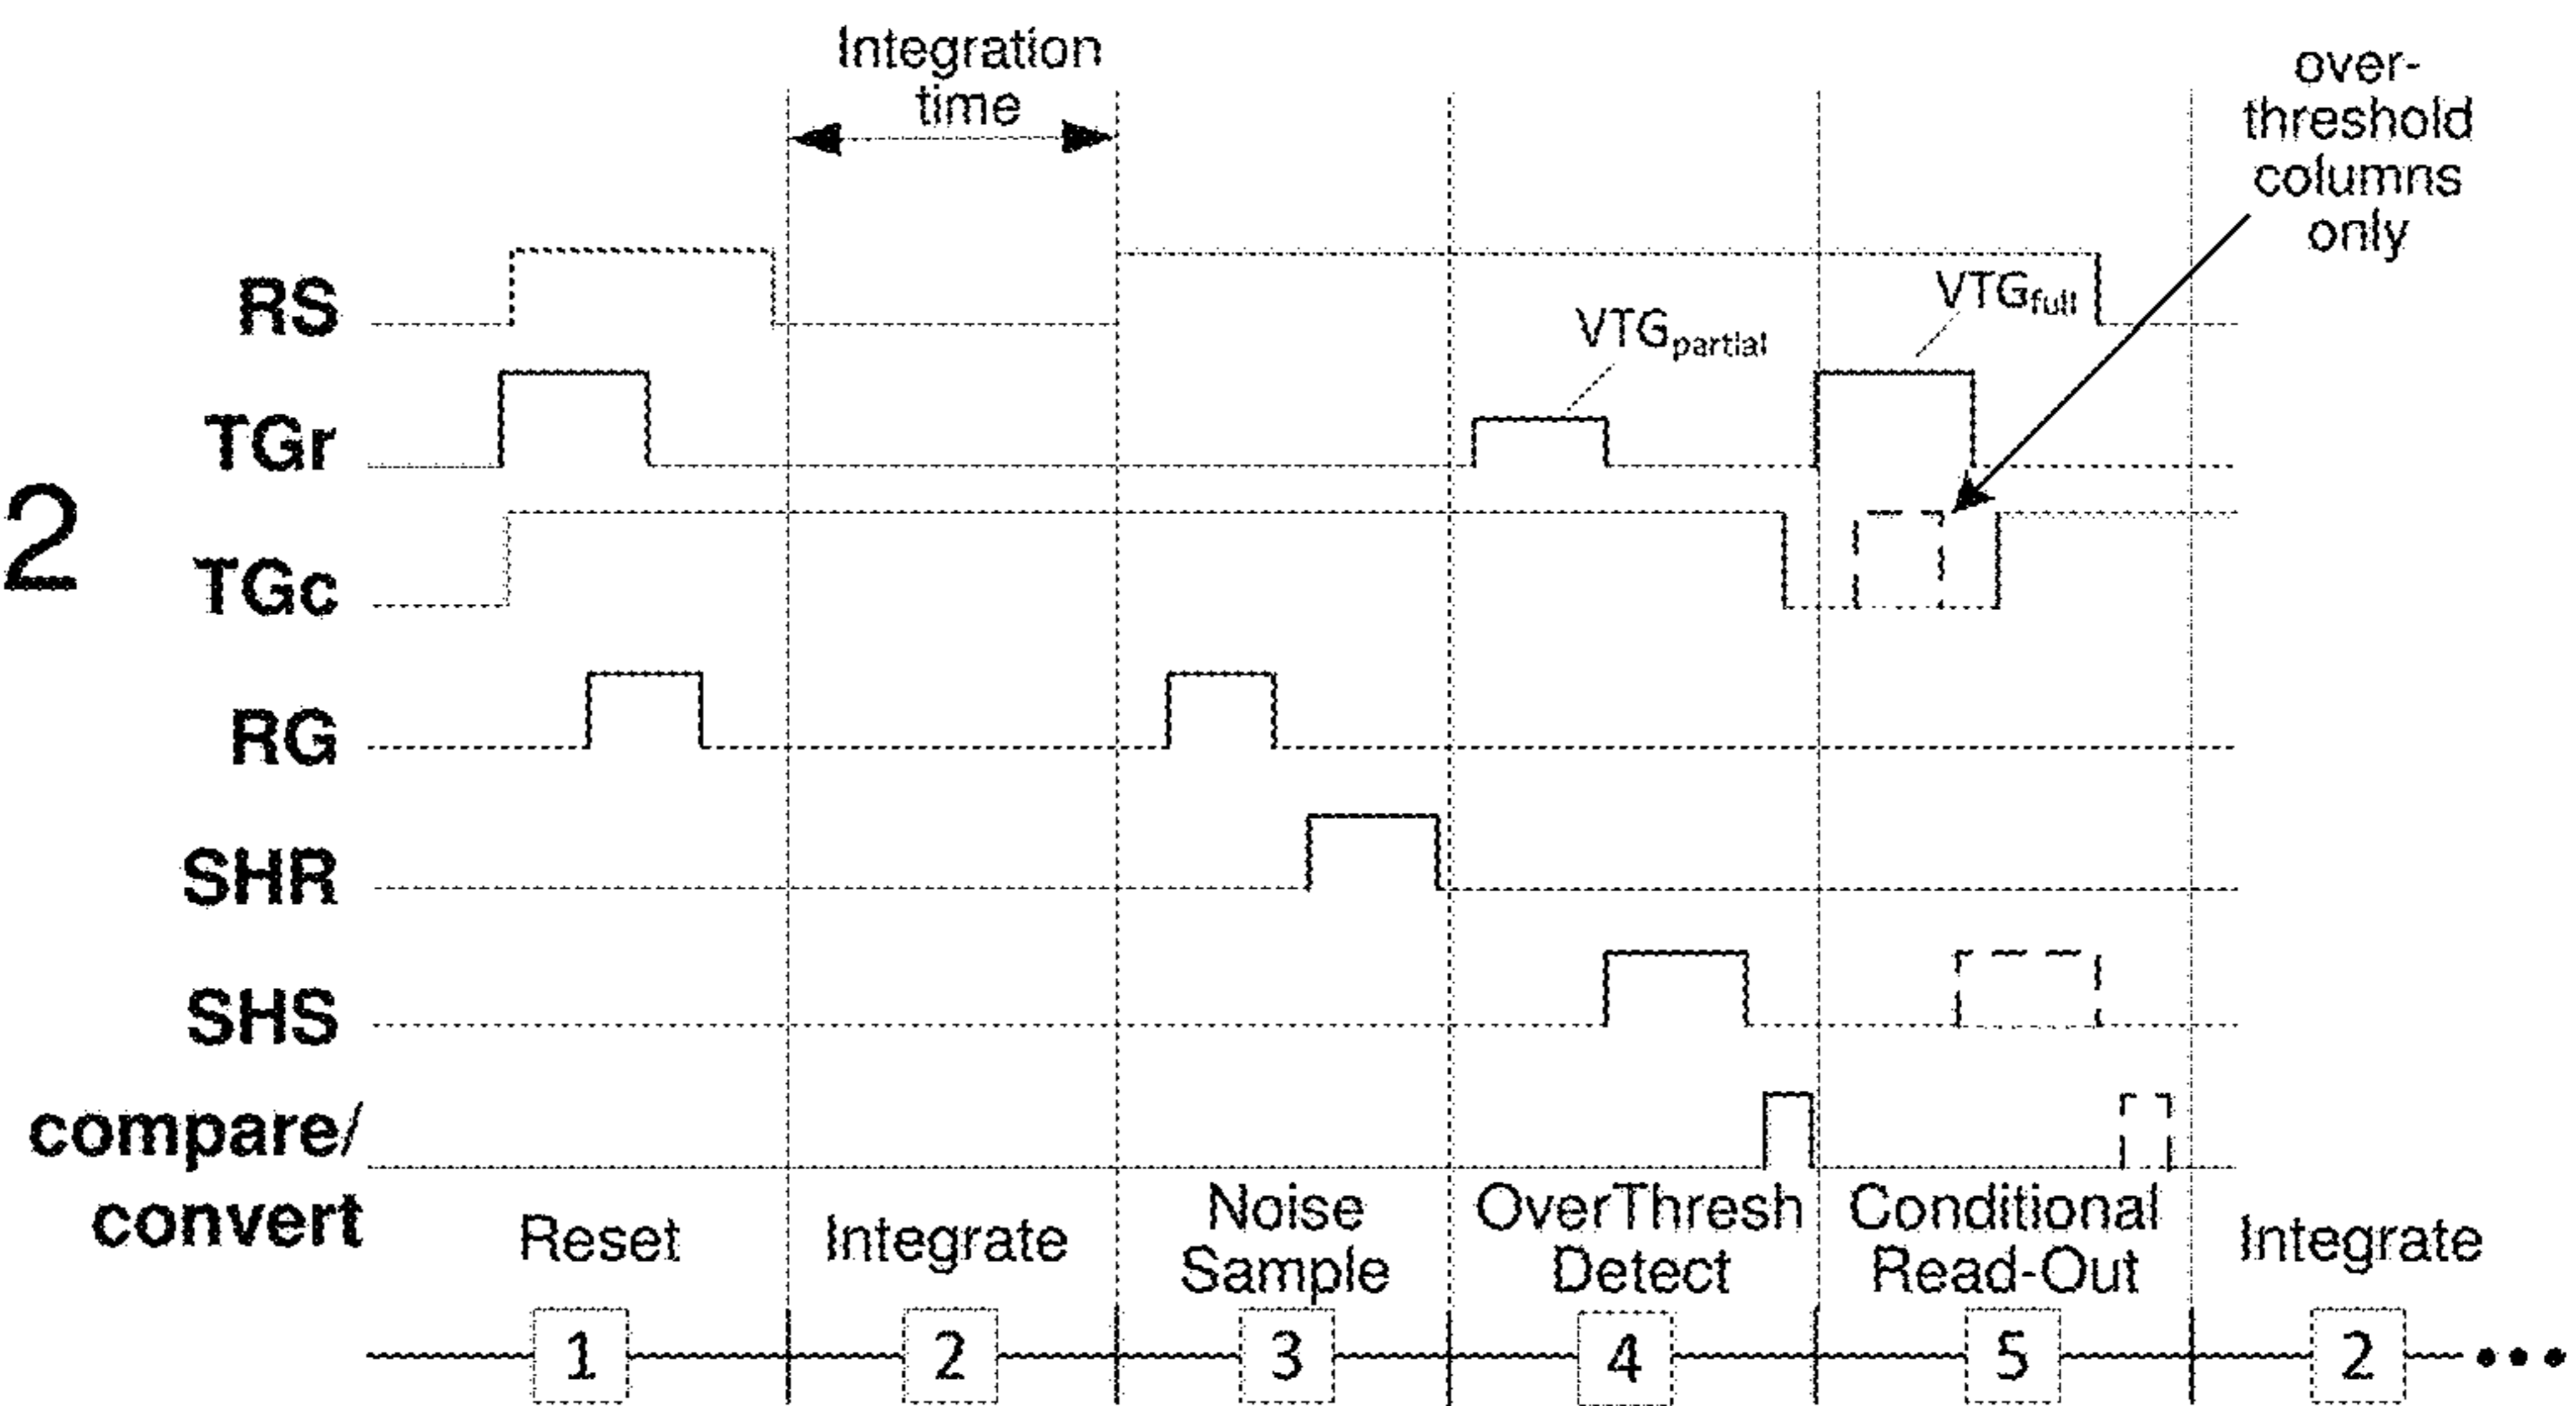 Integration
time
over-
threshold
columns
only
RS
VTGpartial
VTGfull
TGr
2
TGc
RG
SHR
SHS
compare/
convert
Reset
Integrate
Noise
Sample
OverThresh
Detect
Conditional
Read-Out
Integrate
1
2
3
4
5
2